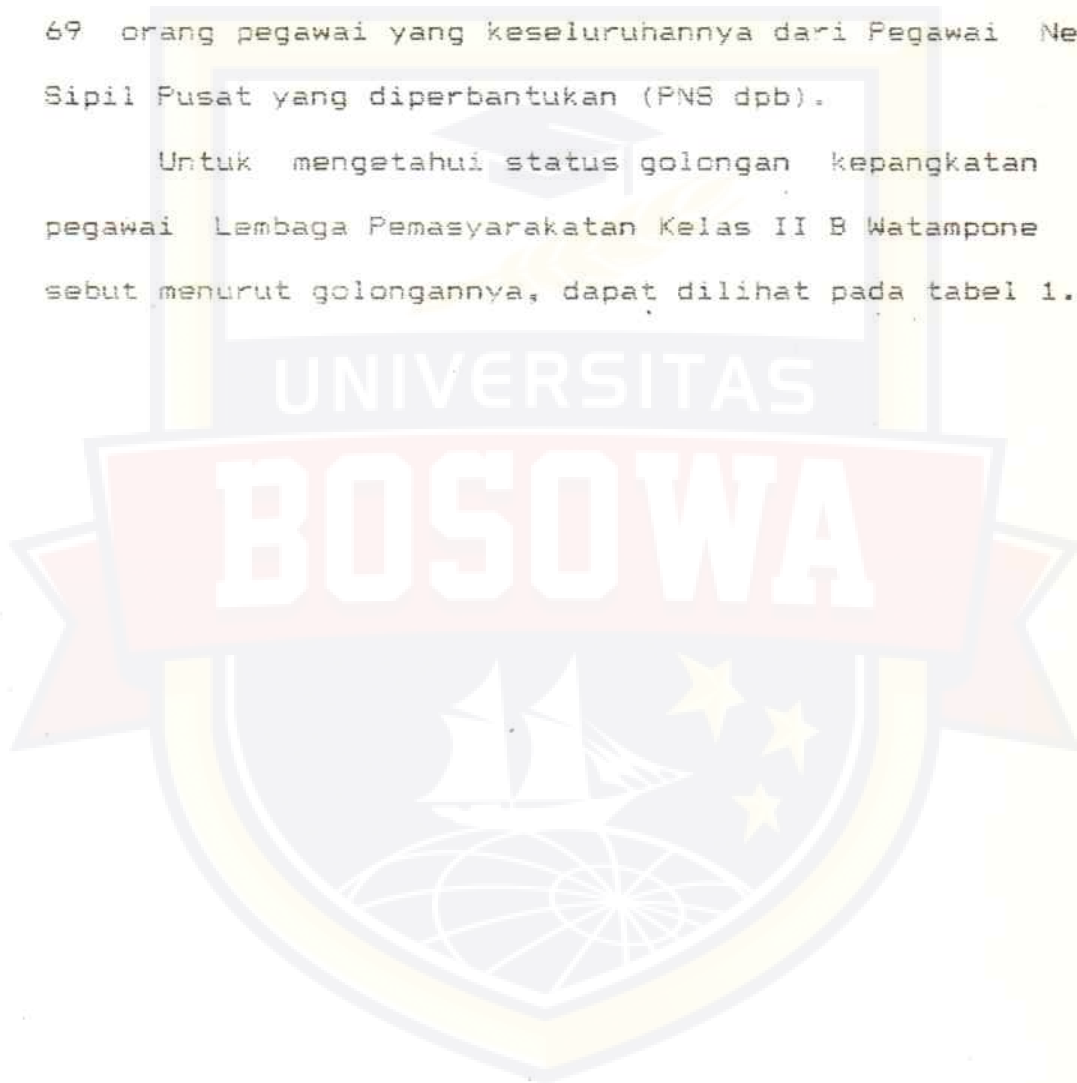 69 orang pegawai yang keseluruhannya dari Pegawai Ne
Sipil Pusat yang diperbantukan (PNS dpb).
Untuk mengetahui status golongan kepangkatan
pegawai Lembaga Pemasyarakatan Kelas II B Watampone
sebut menurut golongannya, dapat dilihat pada tabel 1.
UNIVERSITAS
BOSOWA